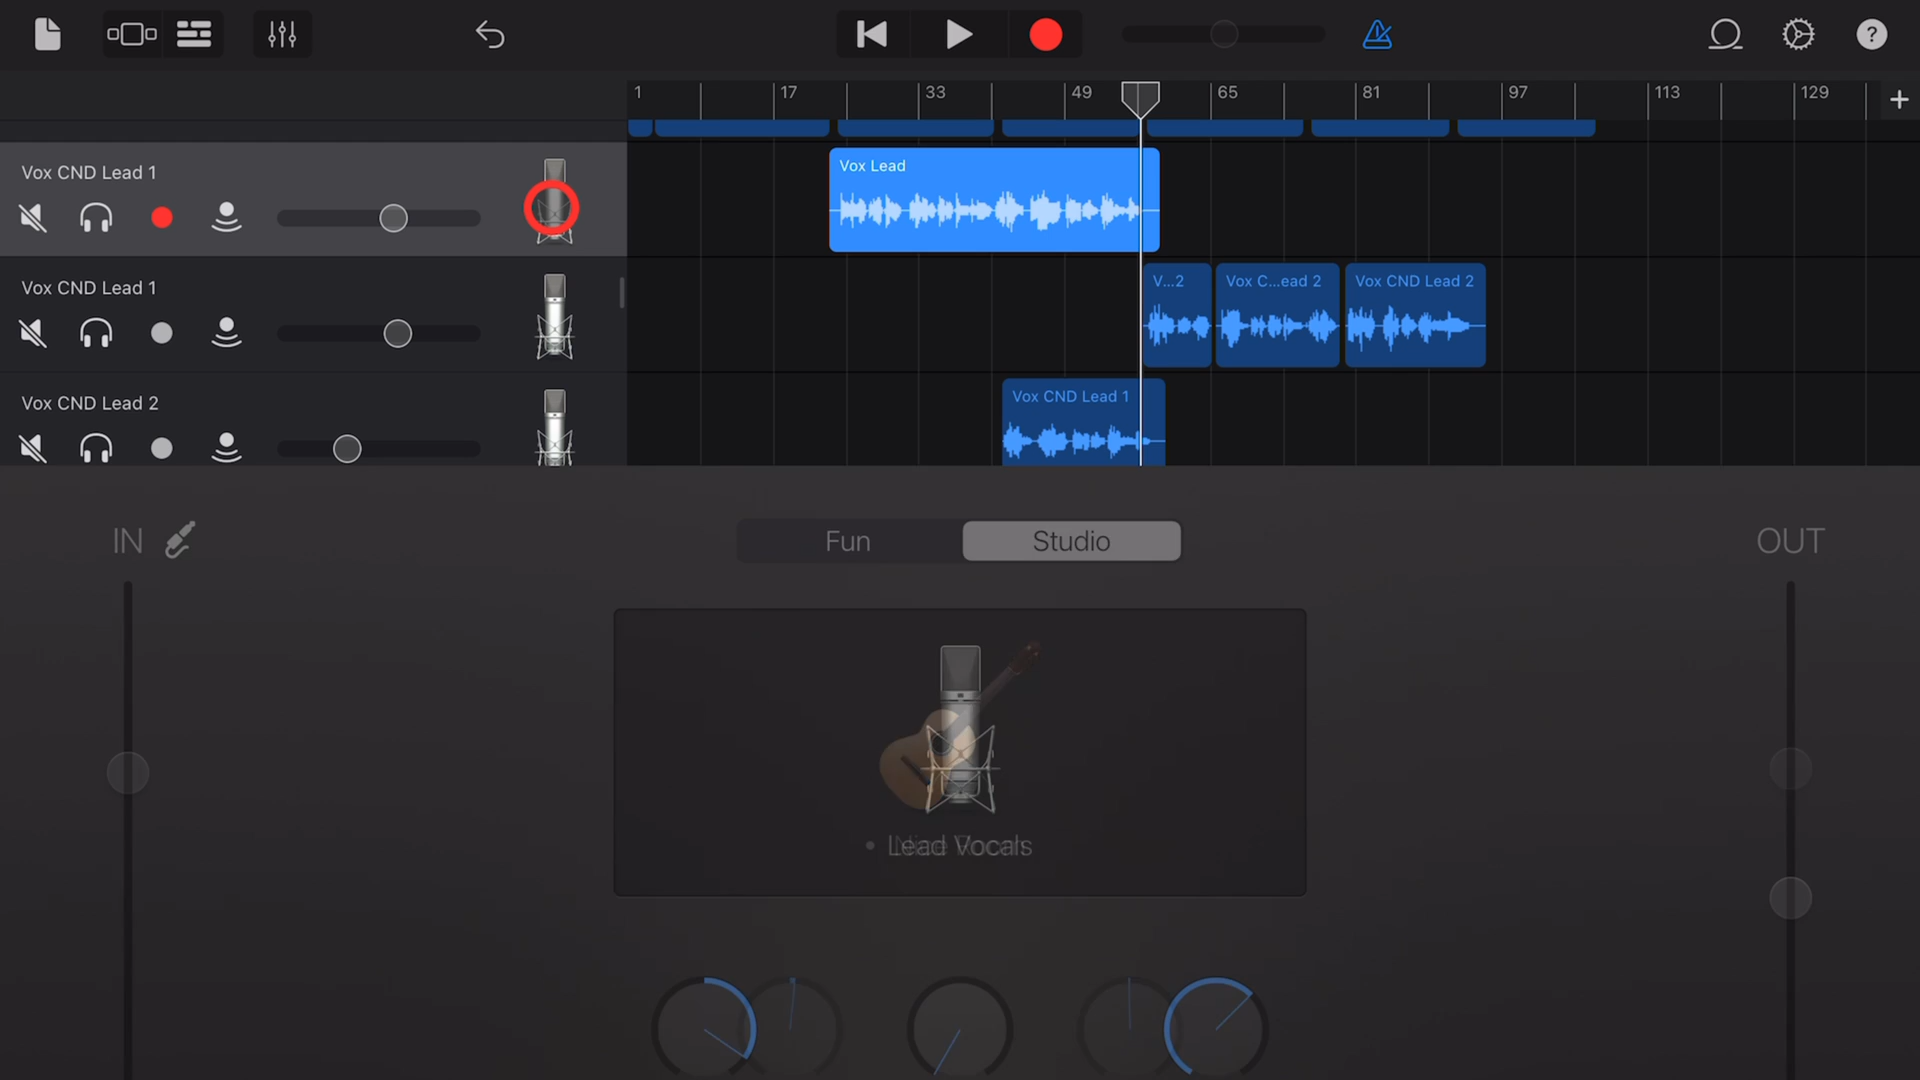 ?
1 17 33 49 65 81 97 113 129 +
Vox CND Lead 1
Vox Lead
Vox CND Lead 1
V...2
Vox C...ead 2
Vox CND Lead 2
Vox CND Lead 2
Vox CND Lead 1
IN
Fun
Studio
OUT
• Lead Vocals